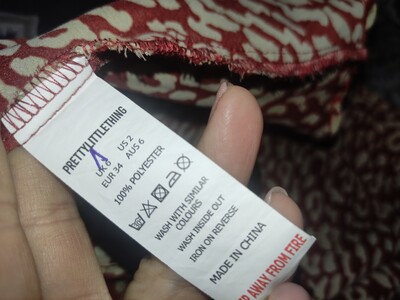 PRETTYLITTLETHING
UK 6 US 2
EUR 34 AUS 6
100% POLYESTER
WASH WITH SIMILAR
COLOURS
WASH INSIDE OUT
IRON ON REVERSE
MADE IN CHINA
AWAY FROM FIRE